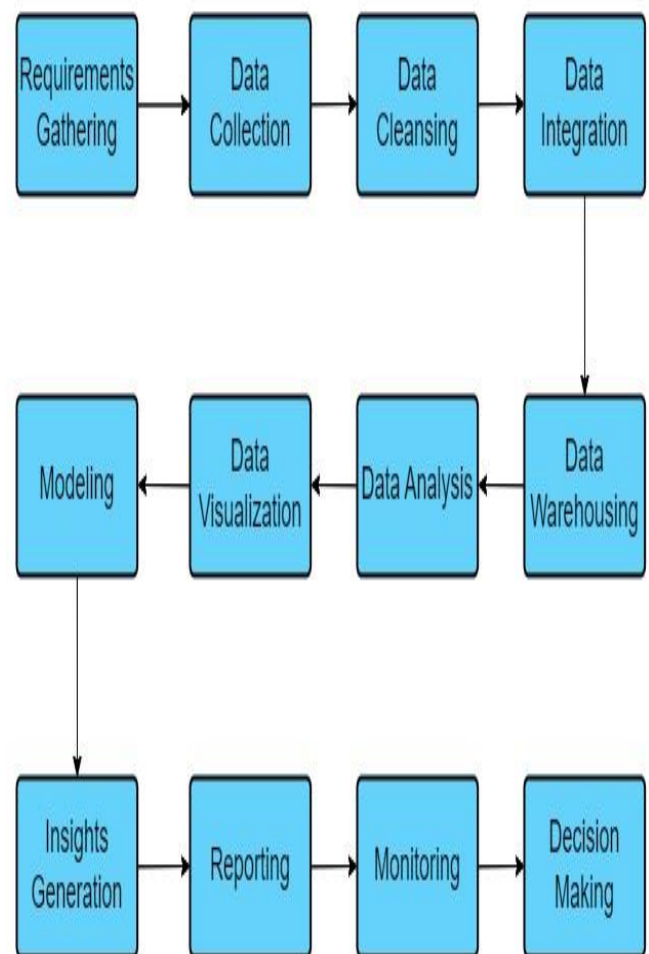 Requirements
Gathering
Data
Collection
Data
Cleansing
Data
Integration
Modeling
Data
Visualization
Data Analysis
Data
Warehousing
Insights
Generation
Reporting
Monitoring
Decision
Making